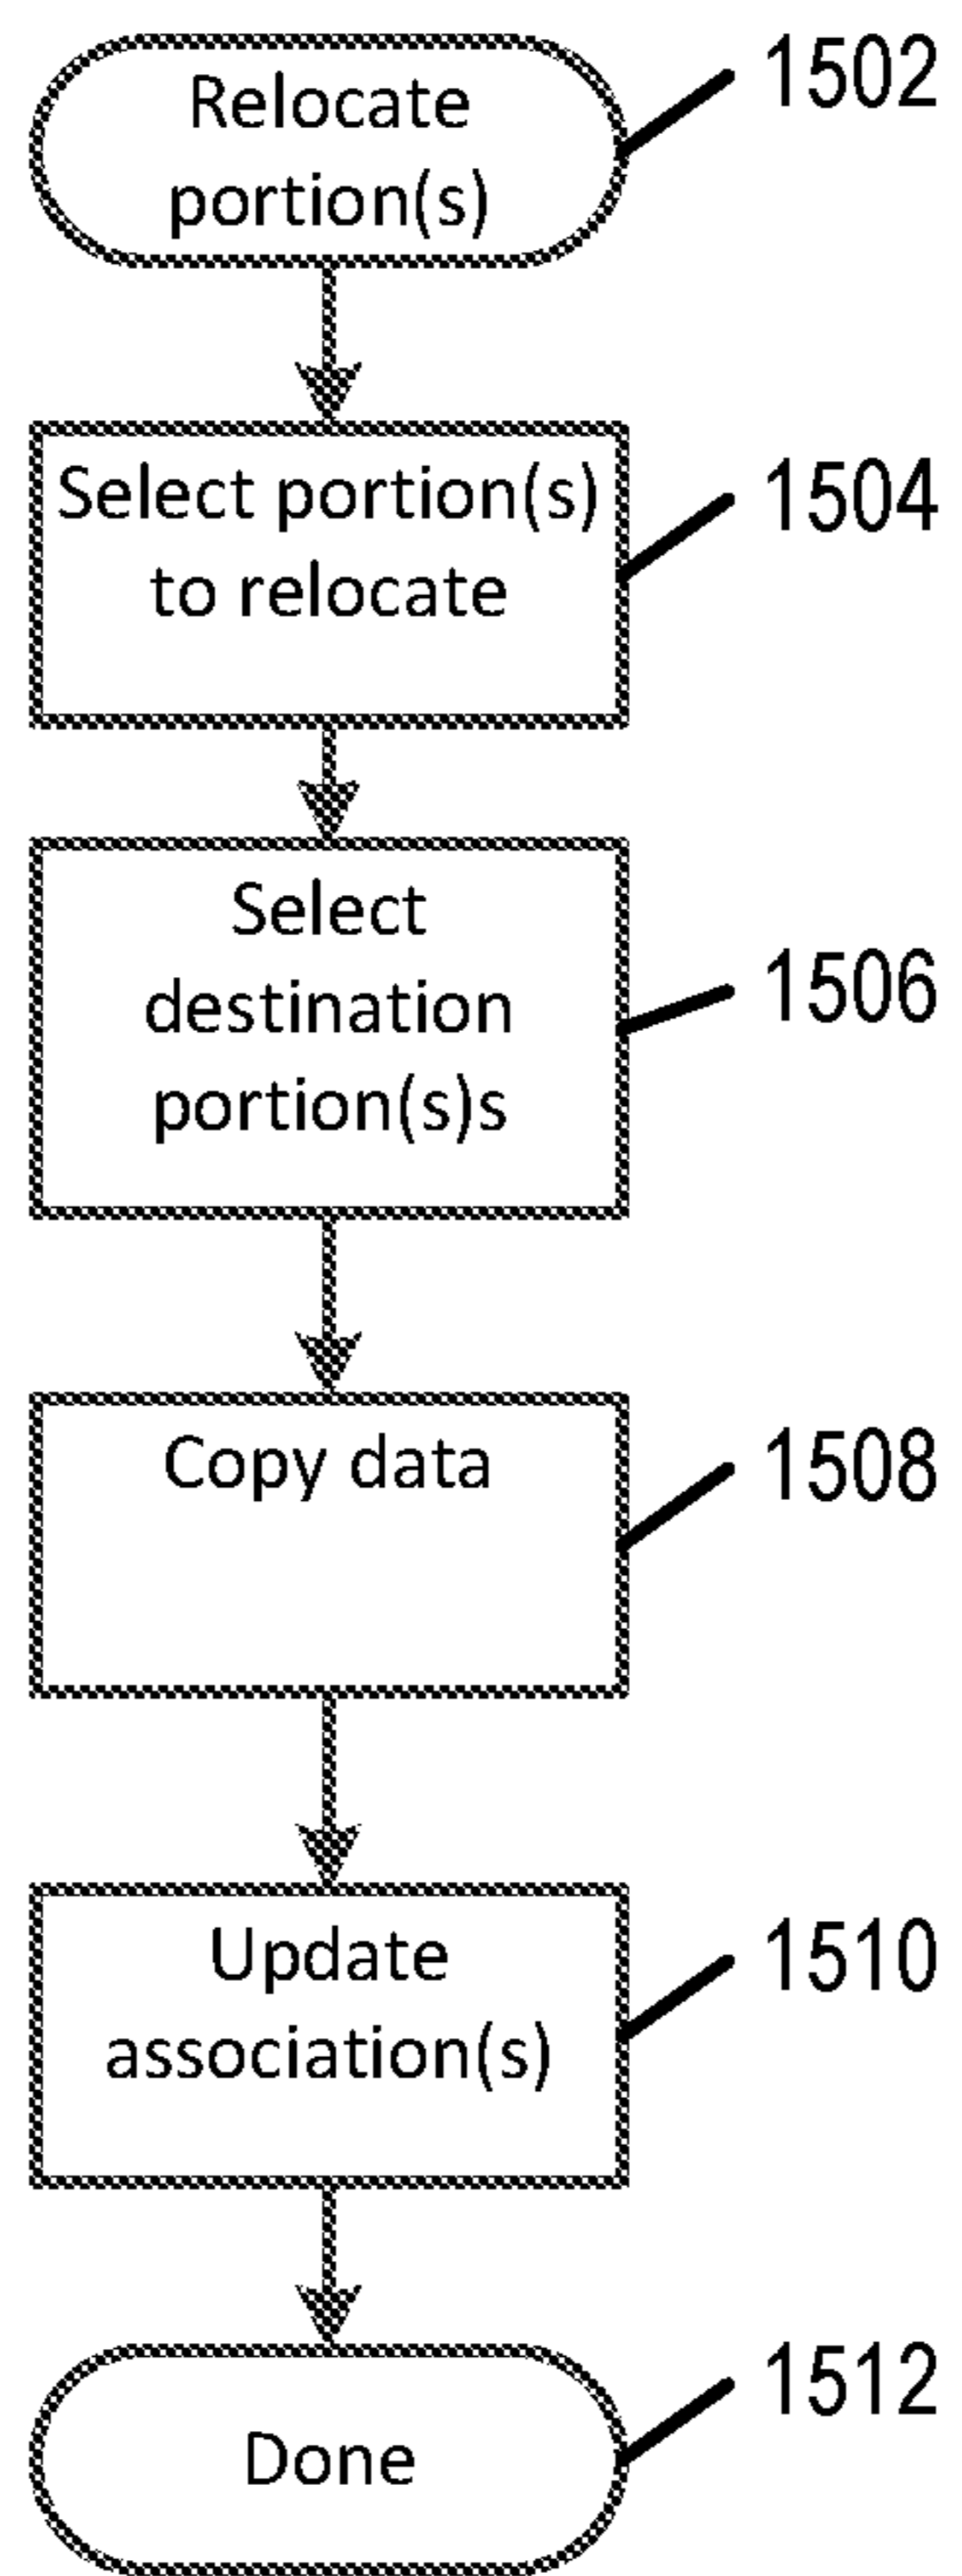 Relocate
portion(s)
1502
Select portion(s)
to relocate
1504
Select
destination
portion(s)s
1506
Copy data
1508
Update
association(s)
1510
Done
1512